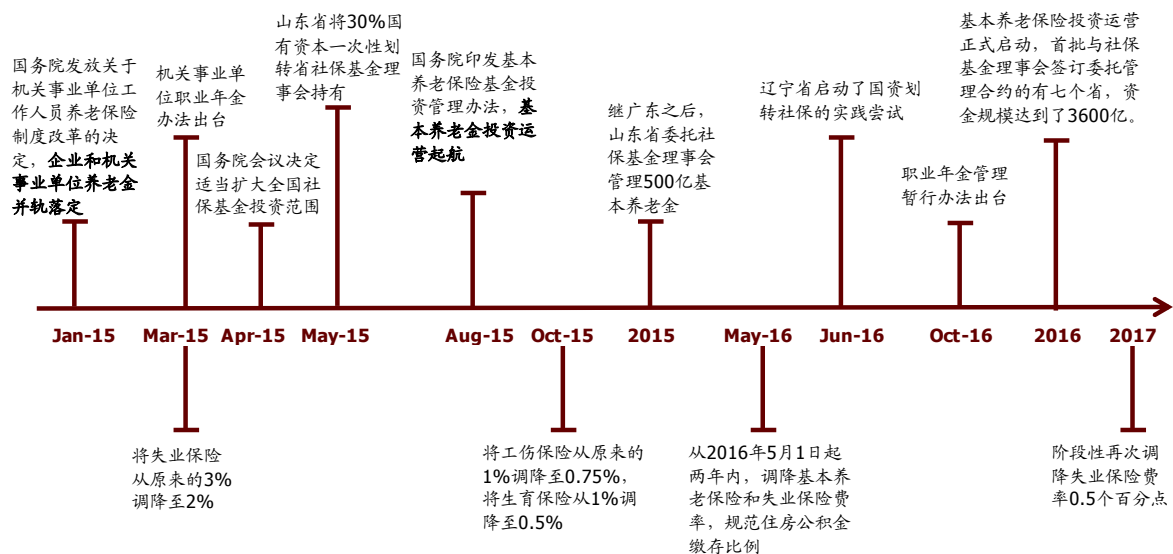 国务院发放关于
机关事业单位工
作人员养老保险
制度改革的决
定，企业和机关
事业单位养老金
并轨落定
机关事业单
位职业年金
办法出台
国务院会议决定
适当扩大全国社
保基金投资范围
山东省将30%国
有资本一次性划
转省社保基金理
事会持有
国务院印发基本
养老保险基金投
资管理办法，基
本养老金投资运
营起航
继广东之后，
山东省委托社
保基金理事会
管理500亿基
本养老金
辽宁省启动了国资划
转社保的实践尝试
职业年金管理
暂行办法出台
基本养老保险投资运营
正式启动，首批与社保
基金理事会签订委托管
理合约的有七个省，资
金规模达到了3600亿。
Jan-15
Mar-15
Apr-15
May-15
Aug-15
Oct-15
2015
May-16
Jun-16
Oct-16
2016
2017
将失业保险
从原来的3%
调降至2%
将工伤保险从原来的
1%调降至0.75%，
将生育保险从1%调
降至0.5%
从2016年5月1日起
两年内，调降基本养
老保险和失业保险费
率，规范住房公积金
缴存比例
阶段性再次调
降失业保险费
率0.5个百分点